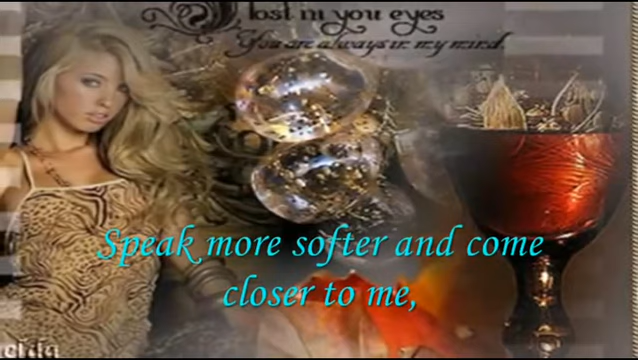 lost in you eyes
You are always in my mind.
Speak more softer and come
closer to me,